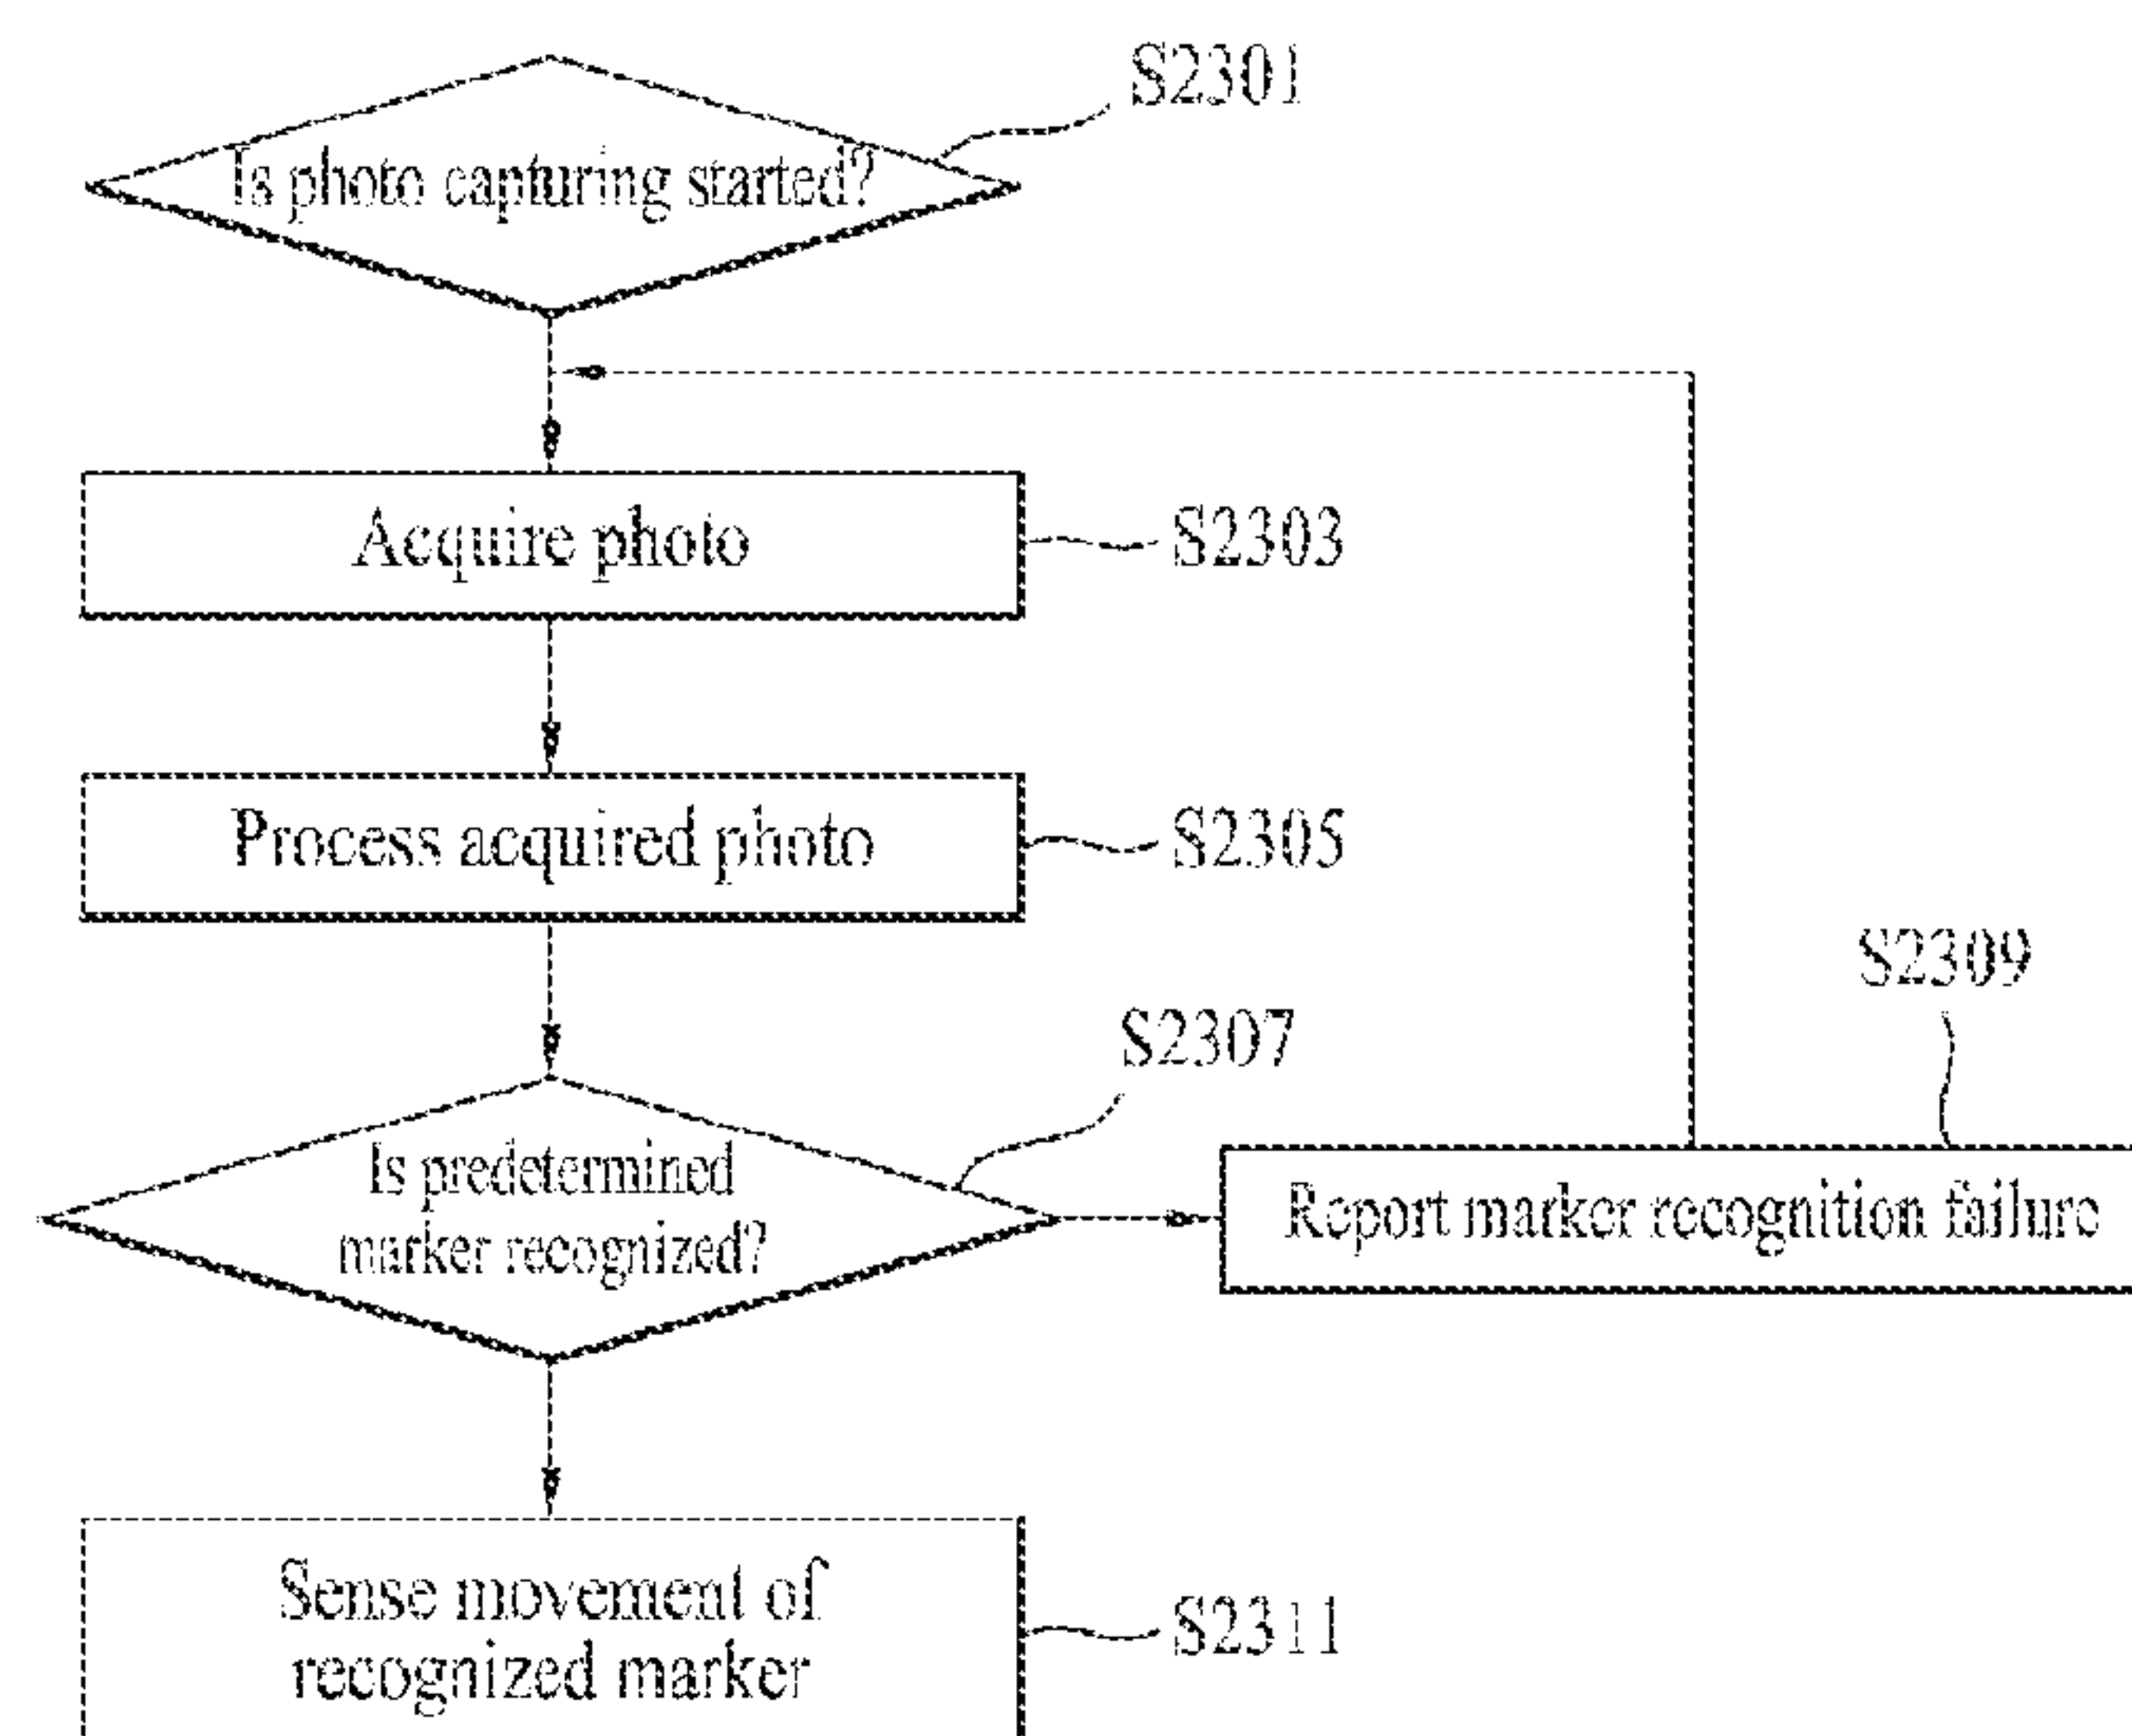 S2301
Is photo capturing started?
Acquire photo
S2303
Process acquired photo
S2305
S2309
S2307
Is predetermined
marker recognized?
Report marker recognition failure
Sense movement of
recognized marker
S2311